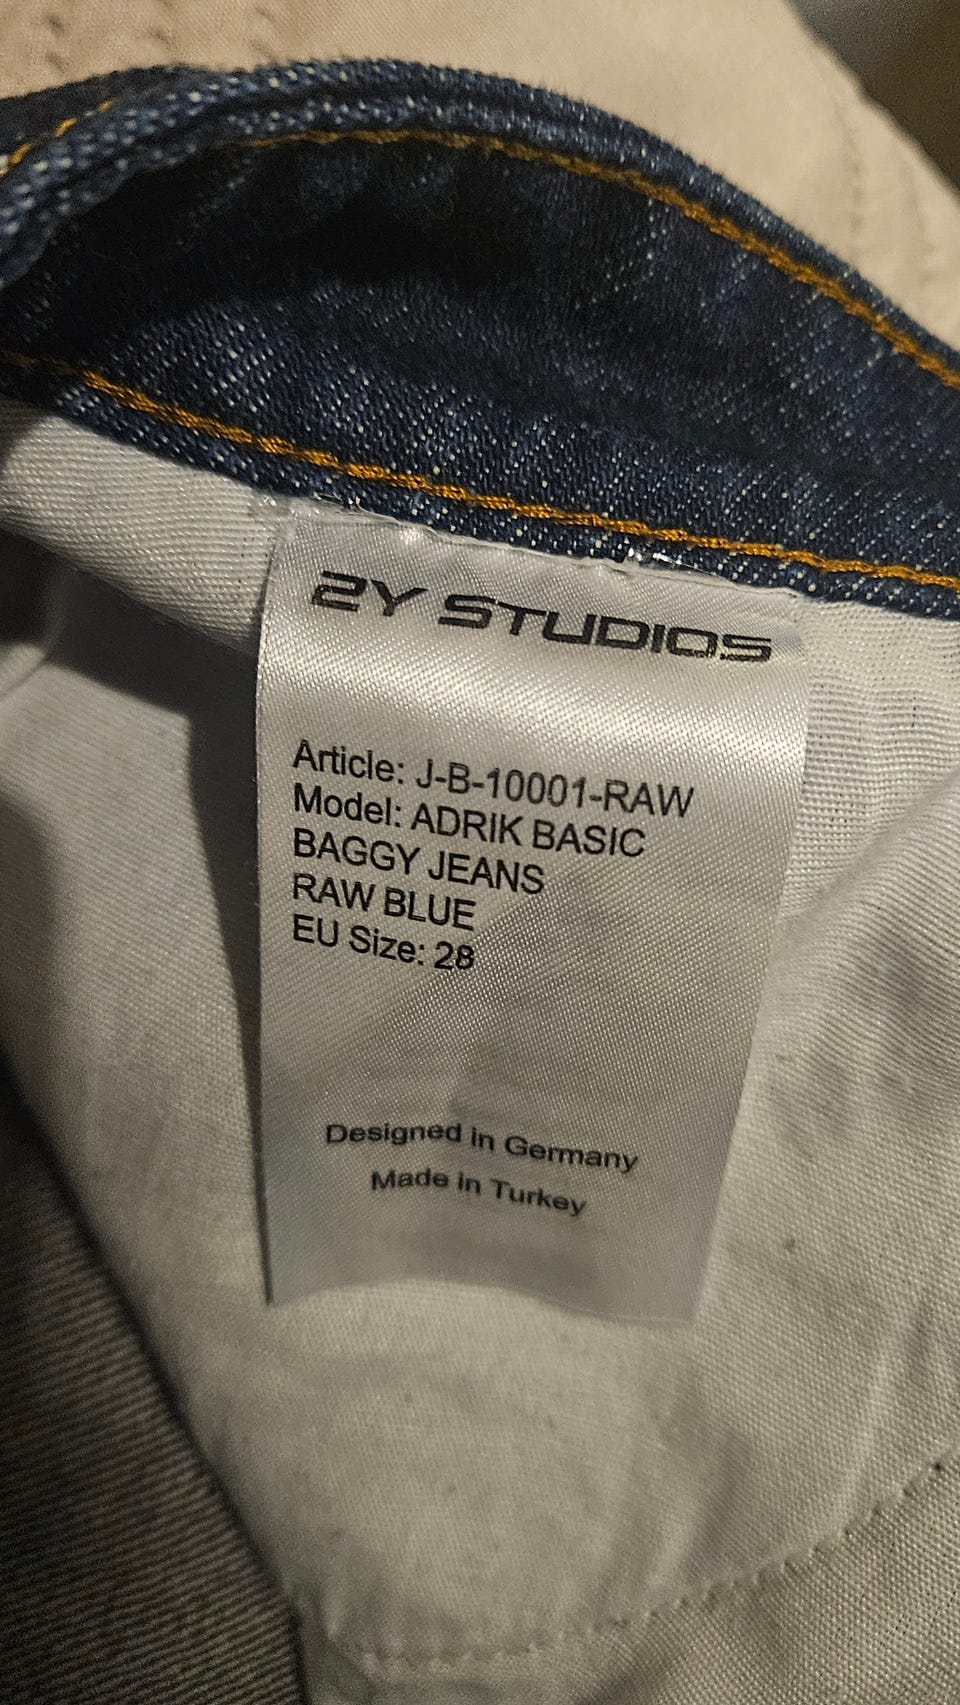 2Y STUDIOS
Article: J-B-10001-RAW
Model: ADRIK BASIC
BAGGY JEANS
RAW BLUE
EU Size: 28
Designed in Germany
Made in Turkey